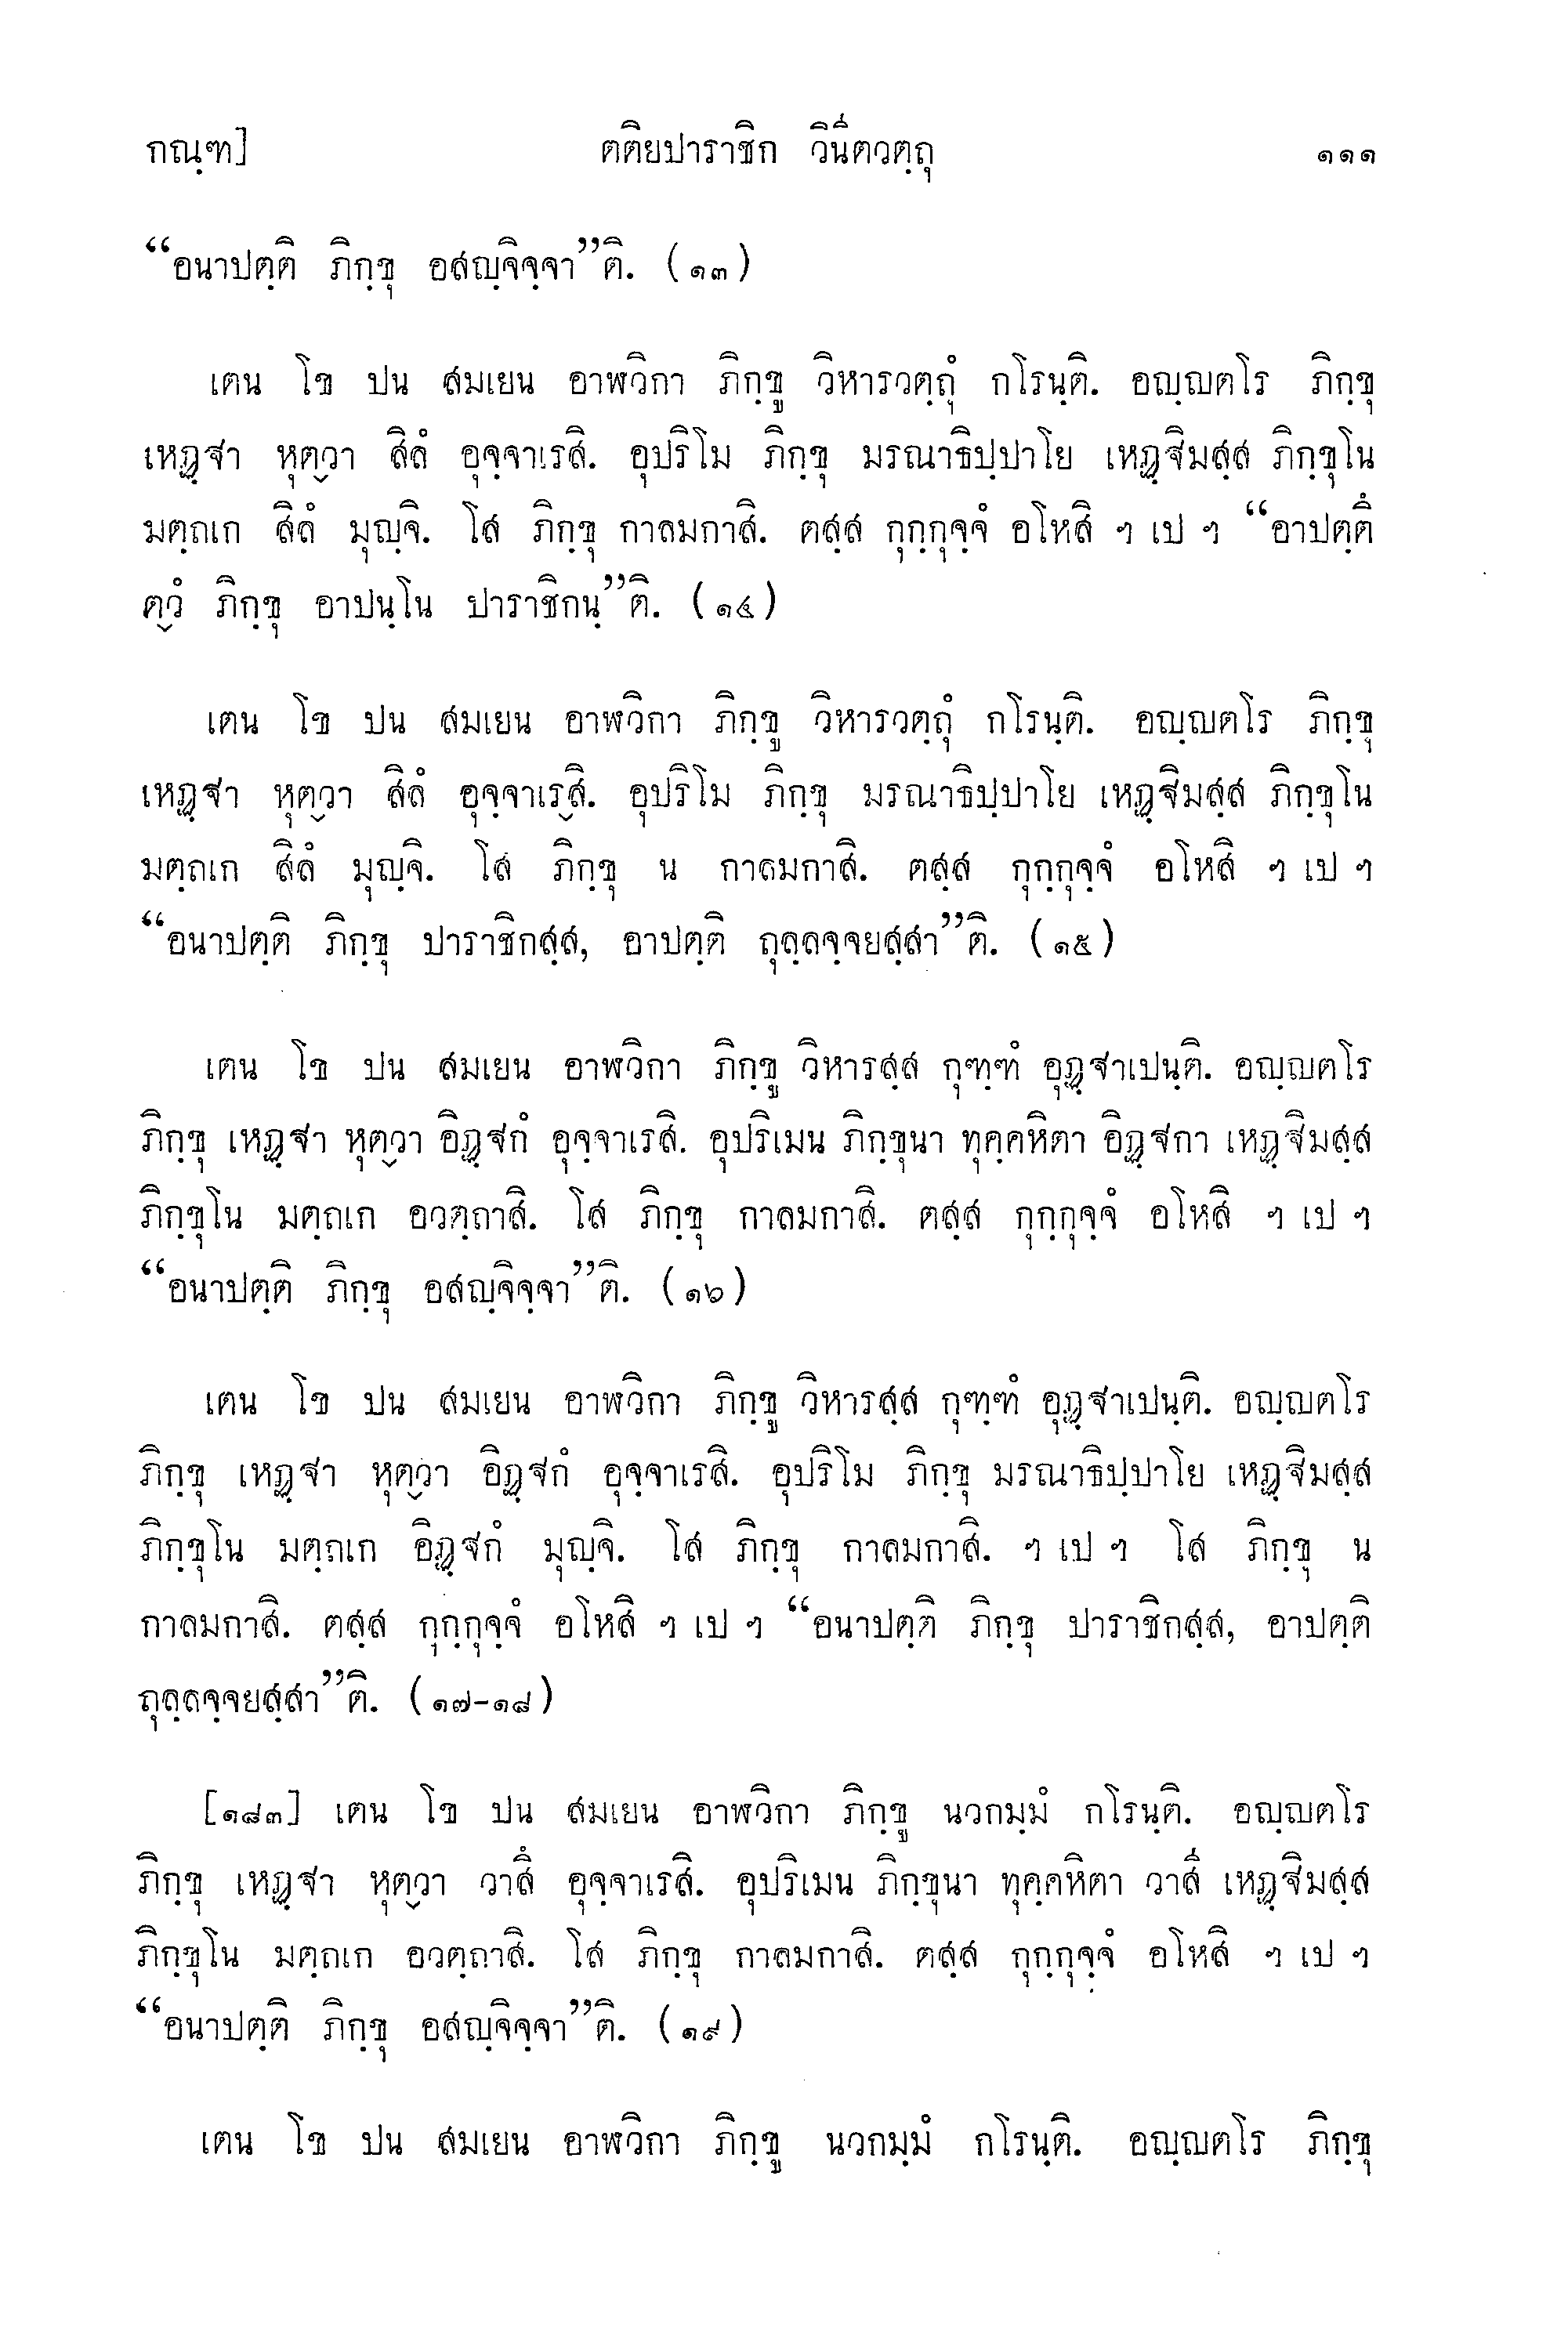 กณฺฑ] ตติยปาราชิก วินีตวตฺถุ ๑๑๑
“อนาปตฺติ ภิกฺขุ อสญฺจิจฺจา”ติ. (๑๓)
เตน โข ปน สมเยน อาฬวิกา ภิกฺขู วิหารวตฺถุํ กโรนฺติ. อญฺญตโร ภิกฺขุ
เหฏฺฐา หุตฺวา สิลํ อุจฺจาเรสิ. อุปริโม ภิกฺขุ มรณาธิปฺปาโย เหฏฺฐิมสฺส ภิกฺขุโน
มตฺถเก สิลํ มุญฺจิ. โส ภิกฺขุ กาลมกาสิ. ตสฺส กุกฺกุจฺจํ อโหสิ ฯ เป ฯ “อาปตฺตึ
ตฺวํ ภิกฺขุ อาปนฺโน ปาราชิกนฺ”ติ. (๑๔)
เตน โข ปน สมเยน อาฬวิกา ภิกฺขู วิหารวตฺถุํ กโรนฺติ. อญฺญตโร ภิกฺขุ
เหฏฺฐา หุตฺวา สิลํ อุจฺจาเรสิ. อุปริโม ภิกฺขุ มรณาธิปฺปาโย เหฏฺฐิมสฺส ภิกฺขุโน
มตฺถเก สิลํ มุญฺจิ. โส ภิกฺขุ น กาลมกาสิ. ตสฺส กุกฺกุจฺจํ อโหสิ ฯ เป ฯ
“อนาปตฺติ ภิกฺขุ ปาราชิกสฺส, อาปตฺติ ถุลฺลจฺจยสฺสา”ติ. (๑๕)
เตน โข ปน สมเยน อาฬวิกา ภิกฺขู วิหารสฺส กุฑฺฑํ อุฏฺฐาเปนฺติ. อญฺญตโร
ภิกฺขุ เหฏฺฐา หุตฺวา อิฏฺฐกํ อุจฺจาเรสิ. อุปริเมน ภิกฺขุนา ทุคฺคหิตา อิฏฺฐกา เหฏฺฐิมสฺส
ภิกฺขุโน มตฺถเก อวตฺถาสิ. โส ภิกฺขุ กาลมกาสิ. ตสฺส กุกฺกุจฺจํ อโหสิ ฯ เป ฯ
“อนาปตฺติ ภิกฺขุ อสญฺจิจฺจา”ติ. (๑๖)
เตน โข ปน สมเยน อาฬวิกา ภิกฺขู วิหารสฺส กุฑฺฑํ อุฏฺฐาเปนฺติ. อญฺญตโร
ภิกฺขุ เหฏฺฐา หุตฺวา อิฏฺฐกํ อุจฺจาเรสิ. อุปริโม ภิกฺขุ มรณาธิปฺปาโย เหฏฺฐิมสฺส
ภิกฺขุโน มตฺถเก อิฏฺฐกํ มุญฺจิ. โส ภิกฺขุ กาลมกาสิ. ฯ เป ฯ โส ภิกฺขุ น
กาลมกาสิ. ตสฺส กุกฺกุจฺจํ อโหสิ ฯ เป ฯ “อนาปตฺติ ภิกฺขุ ปาราชิกสฺส, อาปตฺติ
ถุลฺลจฺจยสฺสา”ติ. (๑๗-๑๘)
[๑๘๓] เตน โข ปน สมเยน อาฬวิกา ภิกฺขู นวกมฺมํ กโรนฺติ. อญฺญตโร
ภิกฺขุ เหฏฺฐา หุตฺวา วาสึ อุจฺจาเรสิ. อุปริเมน ภิกฺขุนา ทุคฺคหิตา วาสี เหฏฺฐิมสฺส
ภิกฺขุโน มตฺถเก อวตฺถาสิ. โส ภิกฺขุ กาลมกาสิ. ตสฺส กุกฺกุจฺจํ อโหสิ ฯ เป ฯ
“อนาปตฺติ ภิกฺขุ อสญฺจิจฺจา”ติ. (๑๙)
เตน โข ปน สมเยน อาฬวิกา ภิกฺขู นวกมฺมํ กโรนฺติ. อญฺญตโร ภิกฺขุ